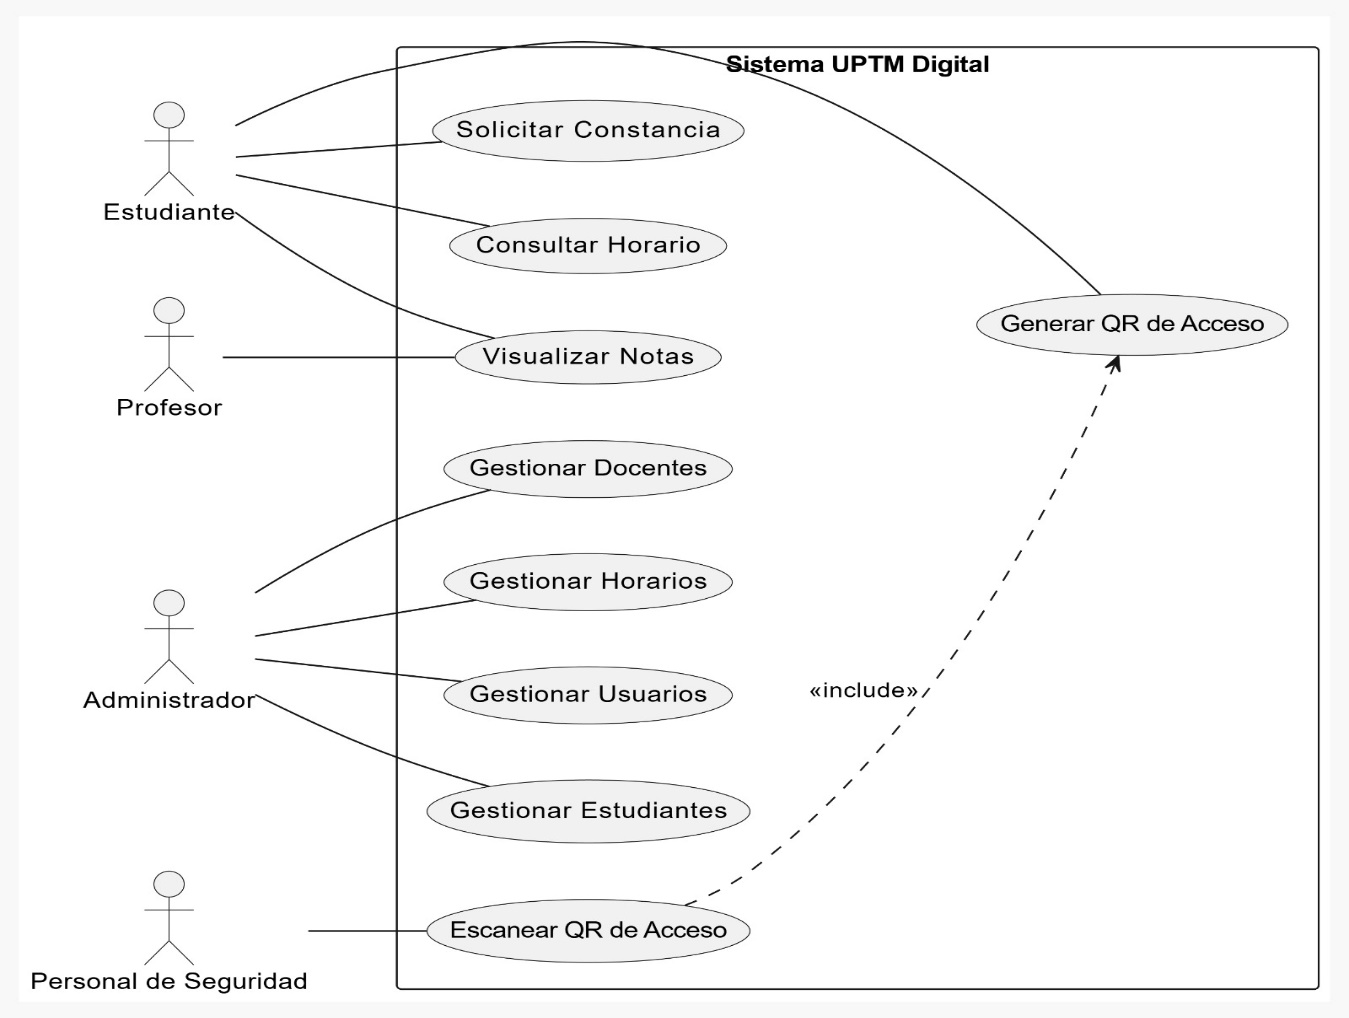 Sistema UPTM Digital
Solicitar Constancia
Estudiante
Consultar Horario
Generar QR de Acceso
Visualizar Notas
Profesor
Gestionar Docentes
Gestionar Horarios
Gestionar Usuarios
«include»
Administrador
Gestionar Estudiantes
Escanear QR de Acceso
Personal de Seguridad